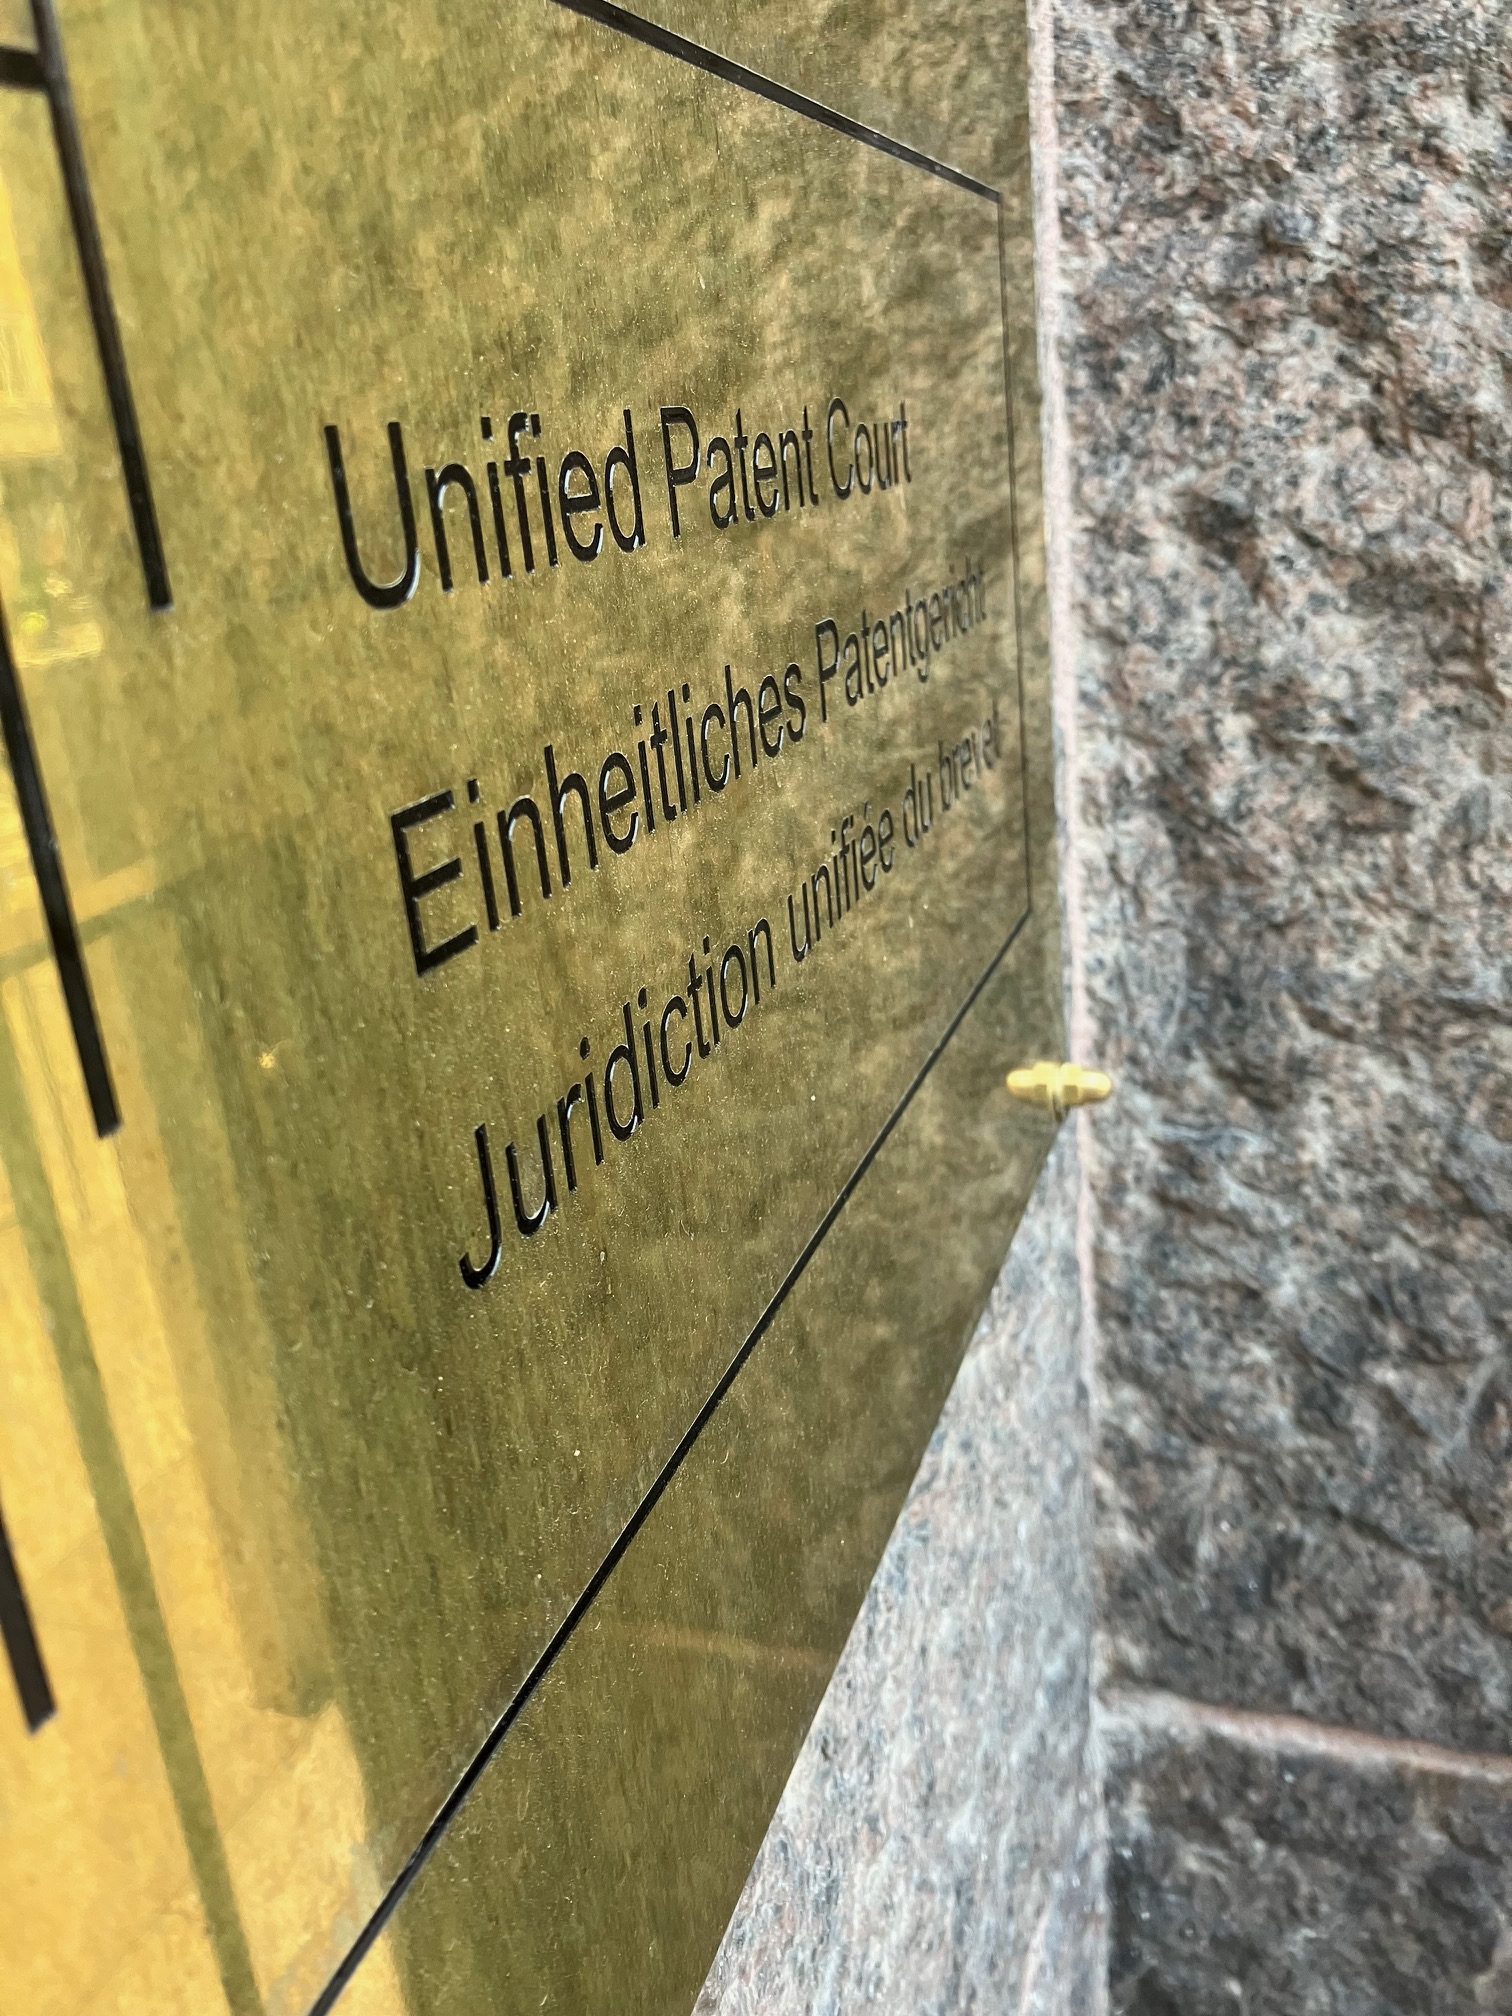 Unified Patent Court
Einheitliches Patentgericht
Juridiction unifiée du brevet